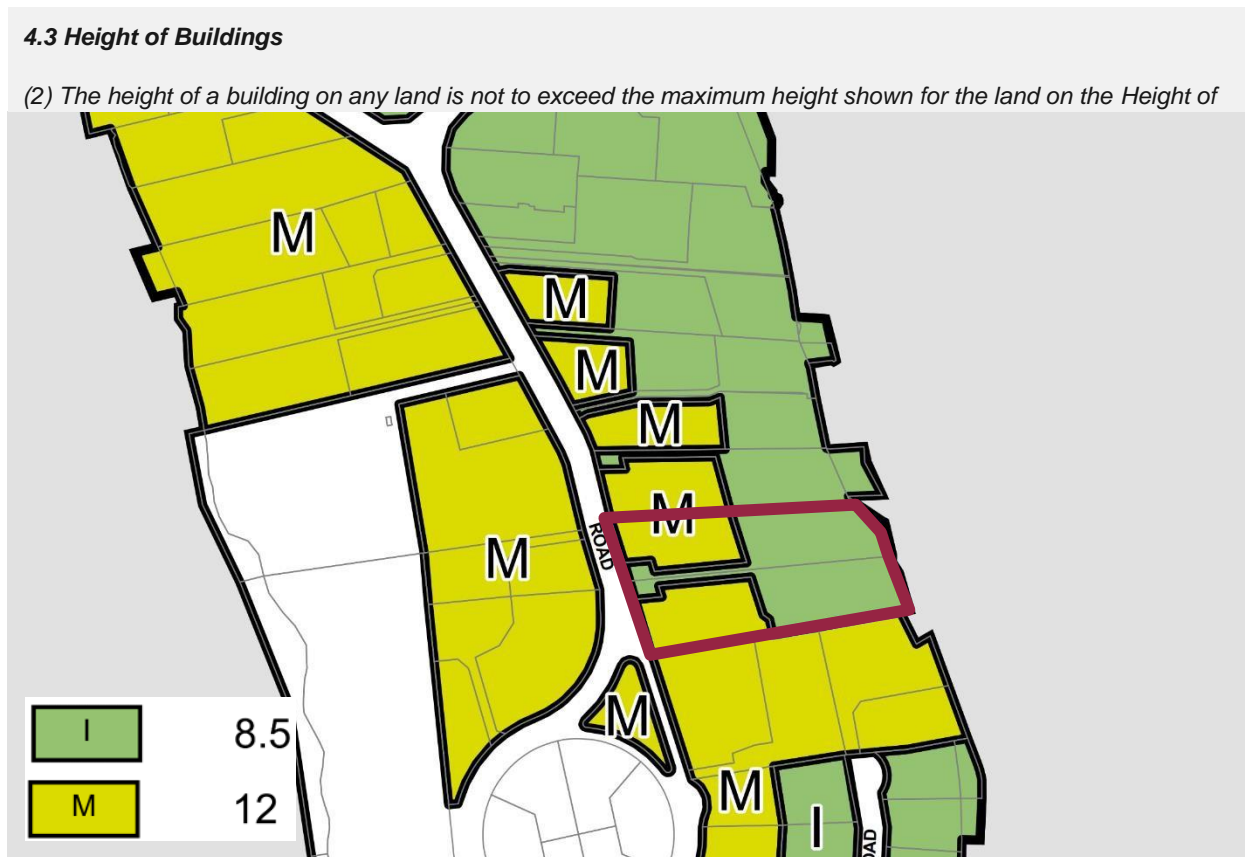 4.3 Height of Buildings
(2) The height of a building on any land is not to exceed the maximum height shown for the land on the Height of
M
M
M
M
M
ROAD
M
M
M
I
ROAD
I 8.5
M 12